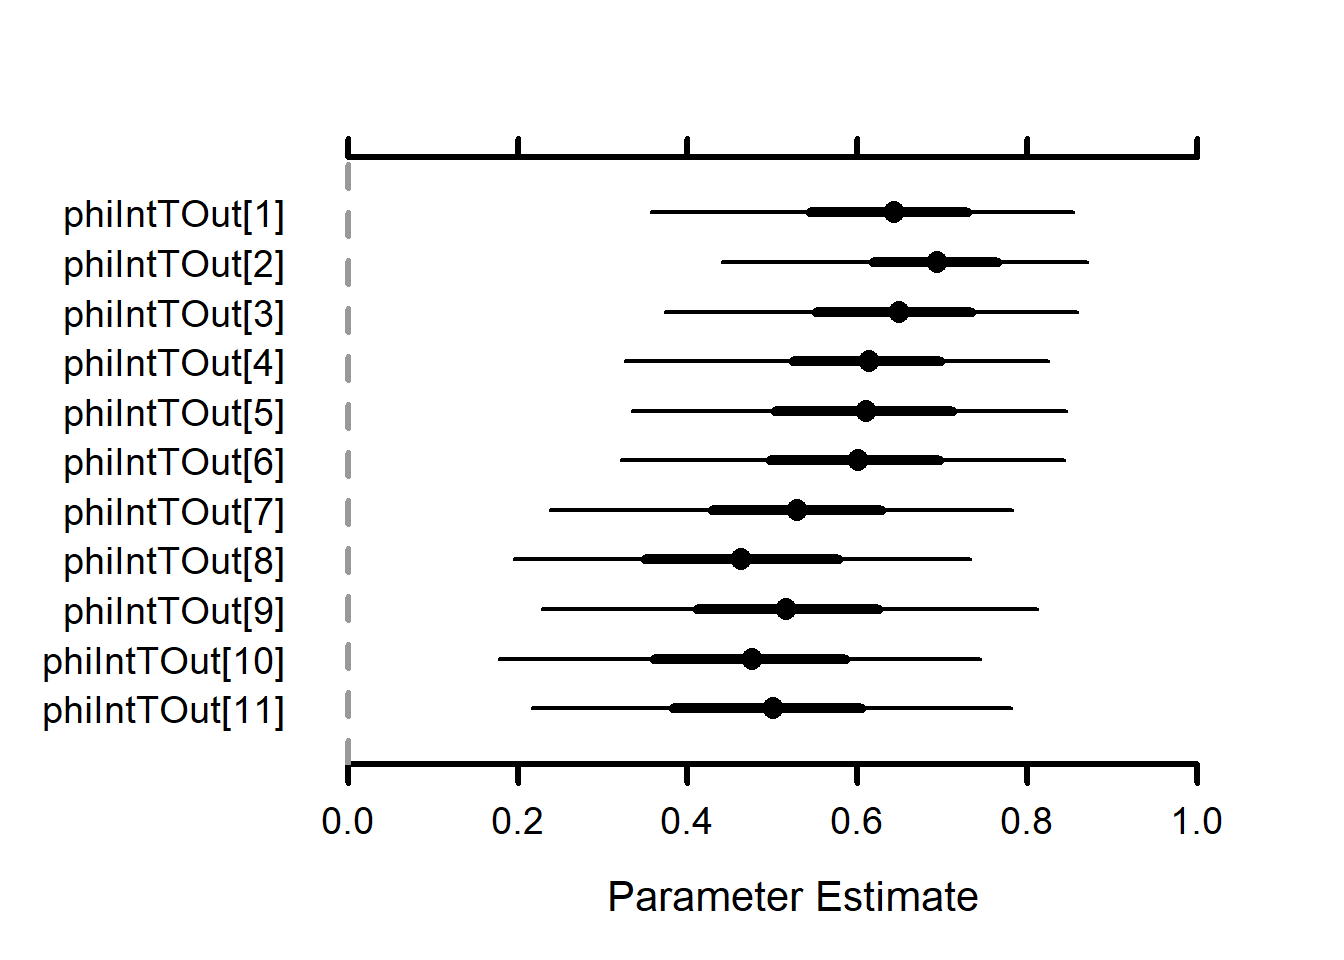 phiIntTOut[1]
phiIntTOut[2]
phiIntTOut[3]
phiIntTOut[4]
phiIntTOut[5]
phiIntTOut[6]
phiIntTOut[7]
phiIntTOut[8]
phiIntTOut[9]
phiIntTOut[10]
phiIntTOut[11]
0.0 0.2 0.4 0.6 0.8 1.0
Parameter Estimate